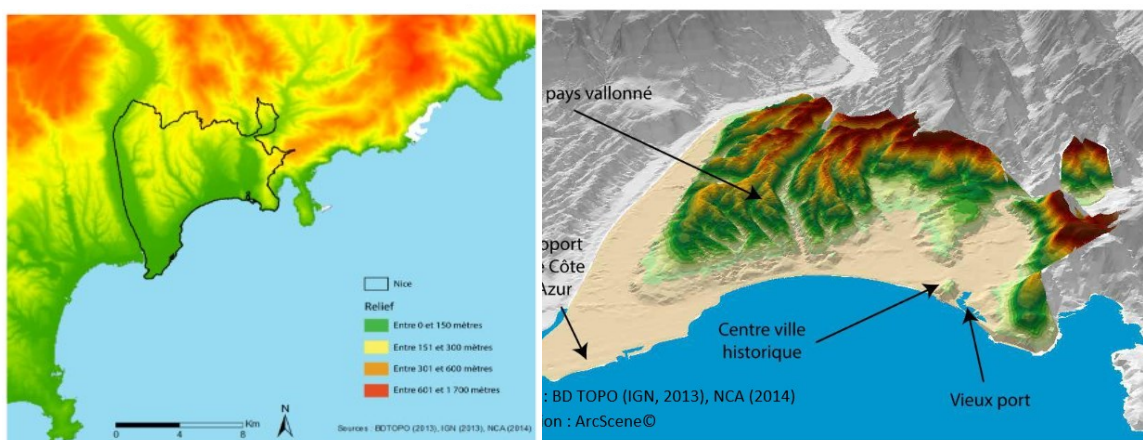 Nice
Relief
Entre 0 et 150 mètres
Entre 151 et 300 mètres
Entre 301 et 600 mètres
Entre 601 et 1 700 mètres
0 4 8 Km
N
Sources : BDTOPO (2013), IGN (2013), NCA (2014)
pays vallonné
oport
Côte
Azur
Centre ville
historique
Vieux port
: BD TOPO (IGN, 2013), NCA (2014)
on : ArcScene©